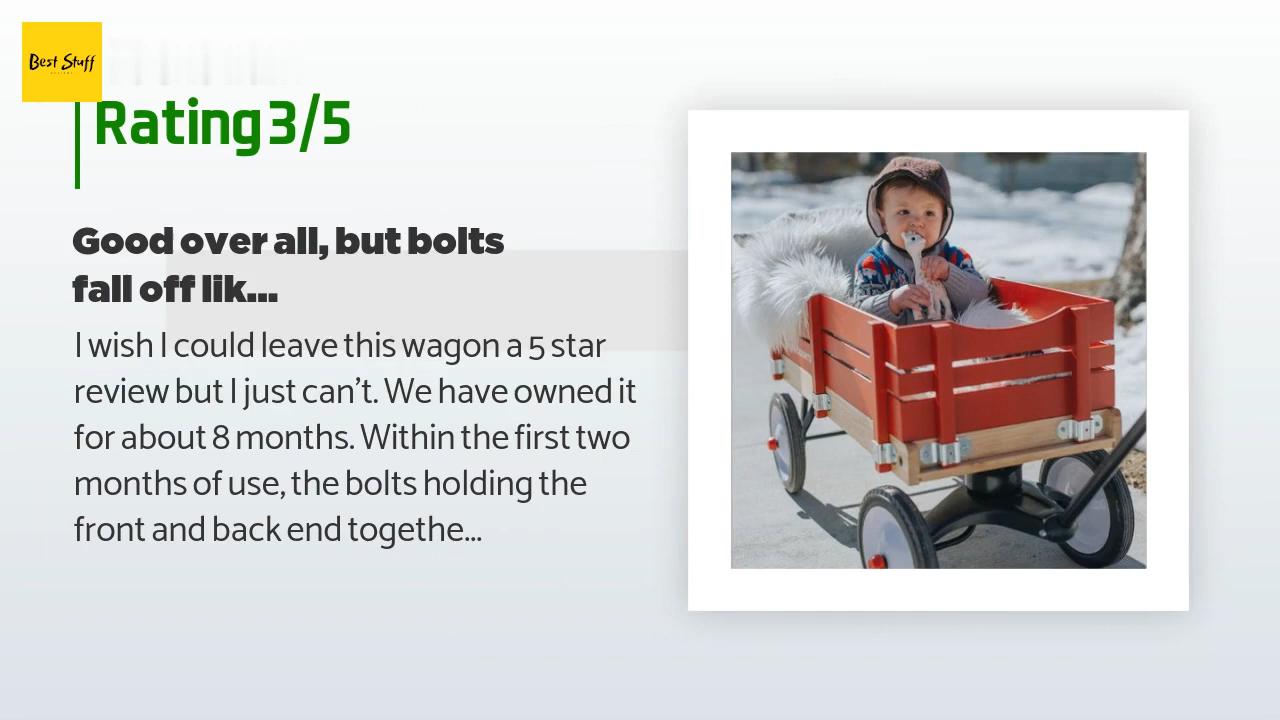 Best Stuff
Rating 3/5
Good over all, but bolts
fall off lik...
I wish I could leave this wagon a 5 star
review but I just can't. We have owned it
for about 8 months. Within the first two
months of use, the bolts holding the
front and back end togethe...